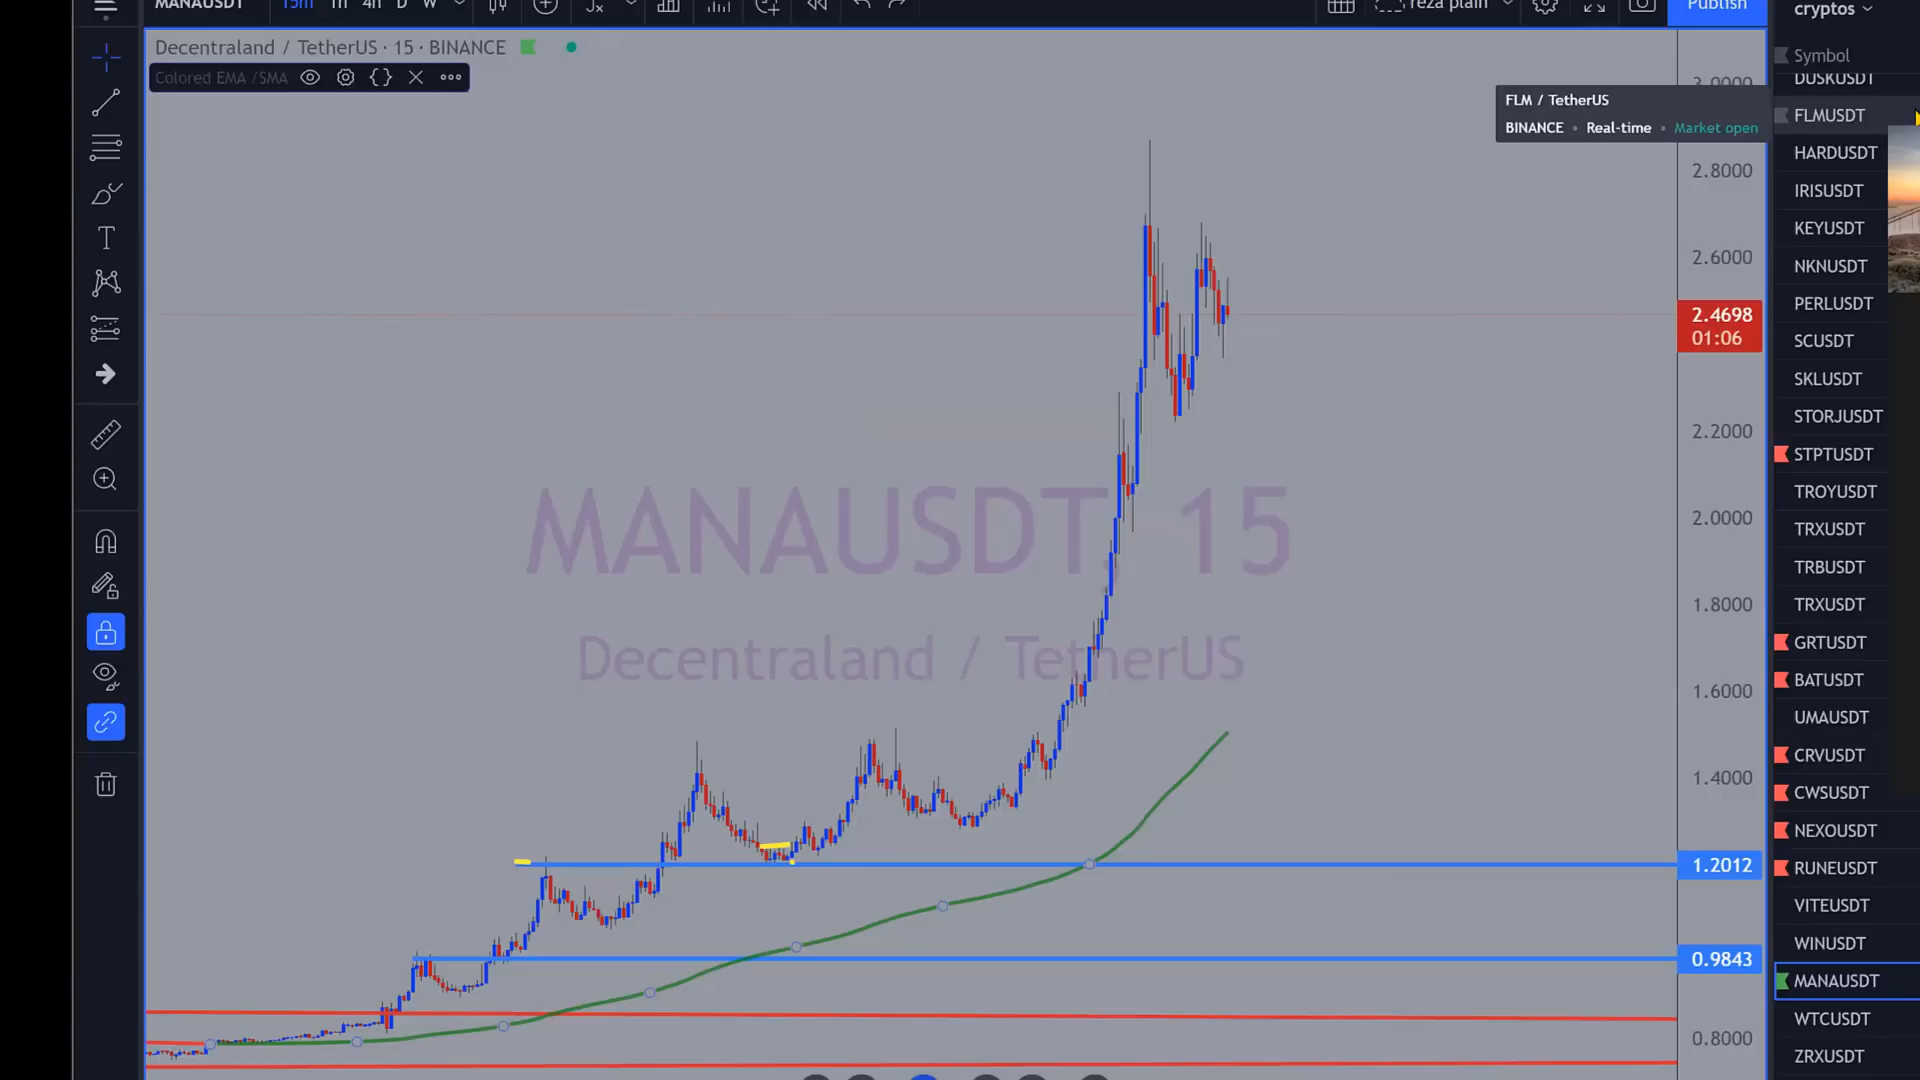 MANAUSDT 15m 1h 4h D W reza plain Publish cryptos
Decentraland / TetherUS · 15 · BINANCE
Colored EMA /SMA
FLM / TetherUS
BINANCE • Real-time • Market open
MANAUSDT, 15
Decentraland / TetherUS
3.0000
2.8000
2.6000
2.4698
01:06
2.2000
2.0000
1.8000
1.6000
1.4000
1.2012
0.9843
0.8000
Symbol
DUSKUSDT
FLMUSDT
HARDUSDT
IRISUSDT
KEYUSDT
NKNUSDT
PERLUSDT
SCUSDT
SKLUSDT
STORJUSDT
STPTUSDT
TROYUSDT
TRXUSDT
TRBUSDT
TRXUSDT
GRTUSDT
BATUSDT
UMAUSDT
CRVUSDT
CWSUSDT
NEXOUSDT
RUNEUSDT
VITEUSDT
WINUSDT
MANAUSDT
WTCUSDT
ZRXUSDT